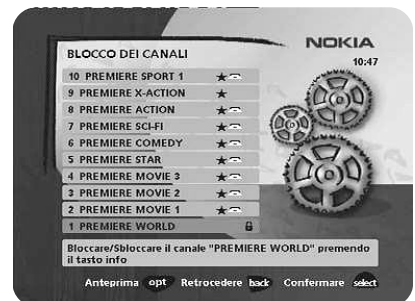 NOKIA
10:47
BLOCCO DEI CANALI
10 PREMIERE SPORT 1
9 PREMIERE X-ACTION
8 PREMIERE ACTION
7 PREMIERE SCI-FI
6 PREMIERE COMEDY
5 PREMIERE STAR
4 PREMIERE MOVIE 3
3 PREMIERE MOVIE 2
2 PREMIERE MOVIE 1
1 PREMIERE WORLD
Bloccare/Sbloccare il canale "PREMIERE WORLD" premendo
il tasto info
Anteprima opt Retrocedere back Confermare select